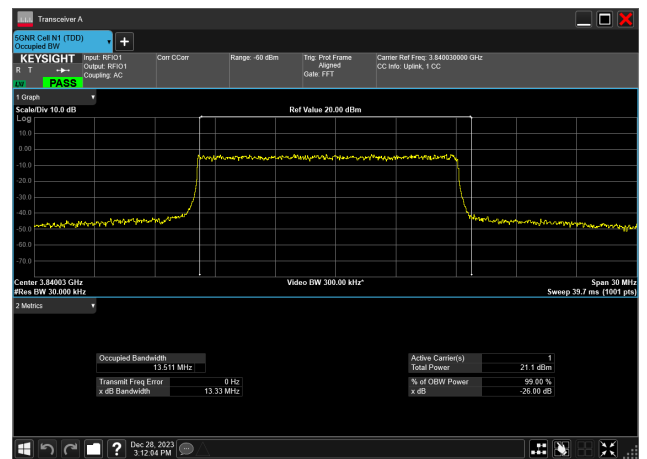 Transceiver A
5GNR Cell N1 (TDD)
Occupied BW
KEYSIGHT
R T
LW
PASS
Input: RFIO1
Output: RFIO1
Coupling: AC
Corr CCorr
Range: -60 dBm
Trig: Prot Frame
Aligned
Gate: FFT
Carrier Ref Freq: 3.840030000 GHz
CC Info: Uplink, 1 CC
1 Graph
Scale/Div 10.0 dB
Ref Value 20.00 dBm
Log
10.0
0.00
-10.0
-20.0
-30.0
-40.0
-50.0
-60.0
-70.0
Center 3.84003 GHz
Video BW 300.00 kHz*
Span 30 MHz
#Res BW 30.000 kHz
Sweep 39.7 ms (1001 pts)
2 Metrics
Occupied Bandwidth
13.511 MHz
Transmit Freq Error 0 Hz
x dB Bandwidth 13.33 MHz
Active Carrier(s) 1
Total Power 21.1 dBm
% of OBW Power 99.00 %
x dB -26.00 dB
?
Dec 28, 2023
3:12:04 PM